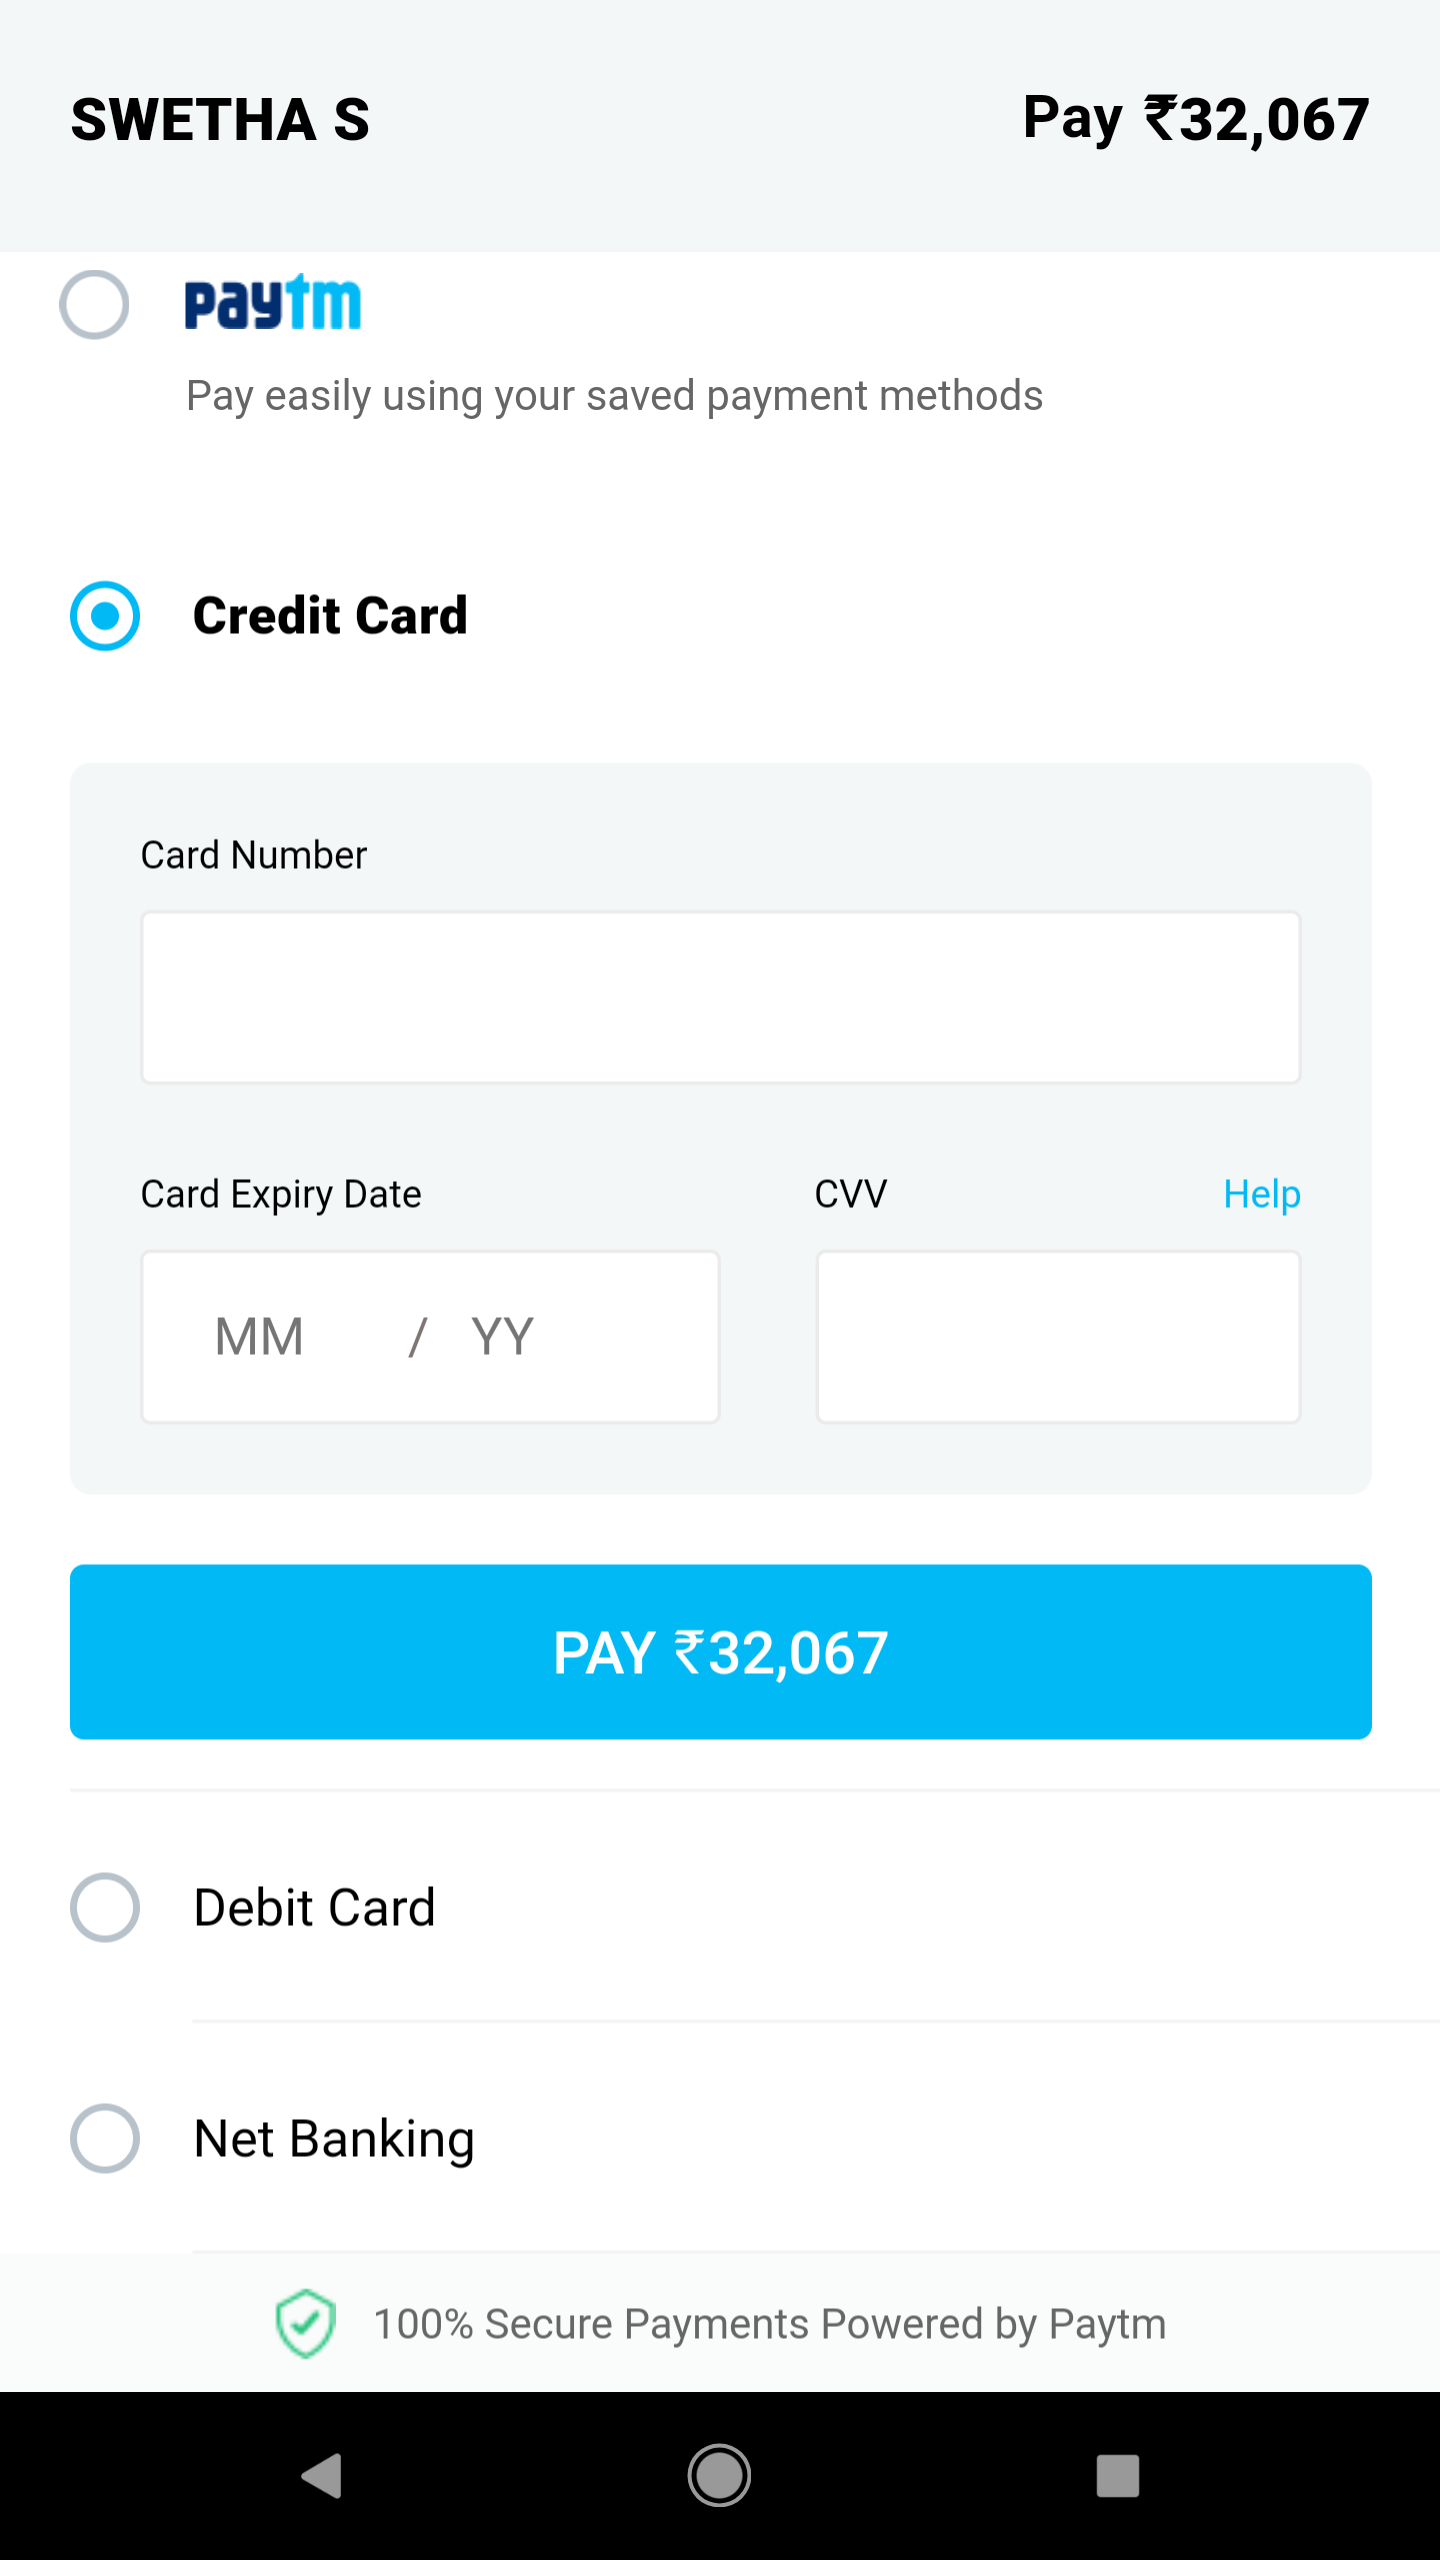 SWETHA S Pay ₹32,067
paytm
Pay easily using your saved payment methods
Credit Card
Card Number
Card Expiry Date CVV Help
MM / YY
PAY ₹32,067
Debit Card
Net Banking
100% Secure Payments Powered by Paytm